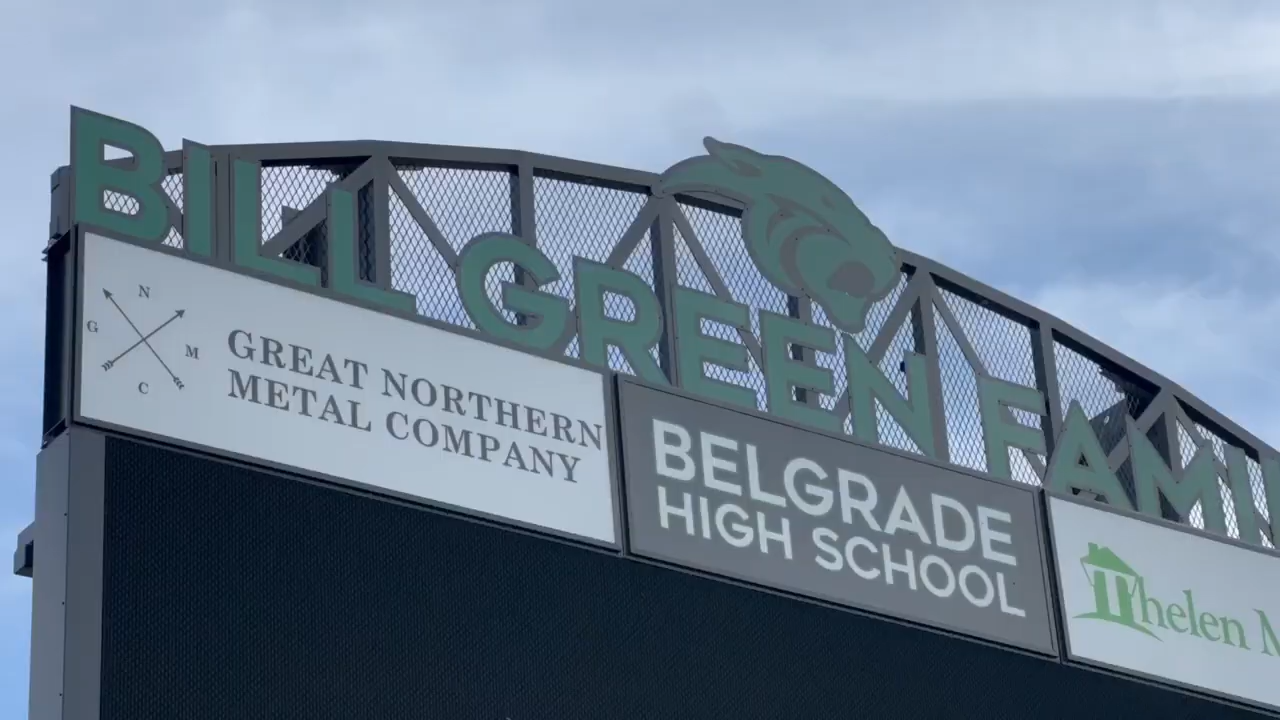 BILL GREEN FAMI
N
G
M
C
GREAT NORTHERN
METAL COMPANY
BELGRADE
HIGH SCHOOL
Thelen M